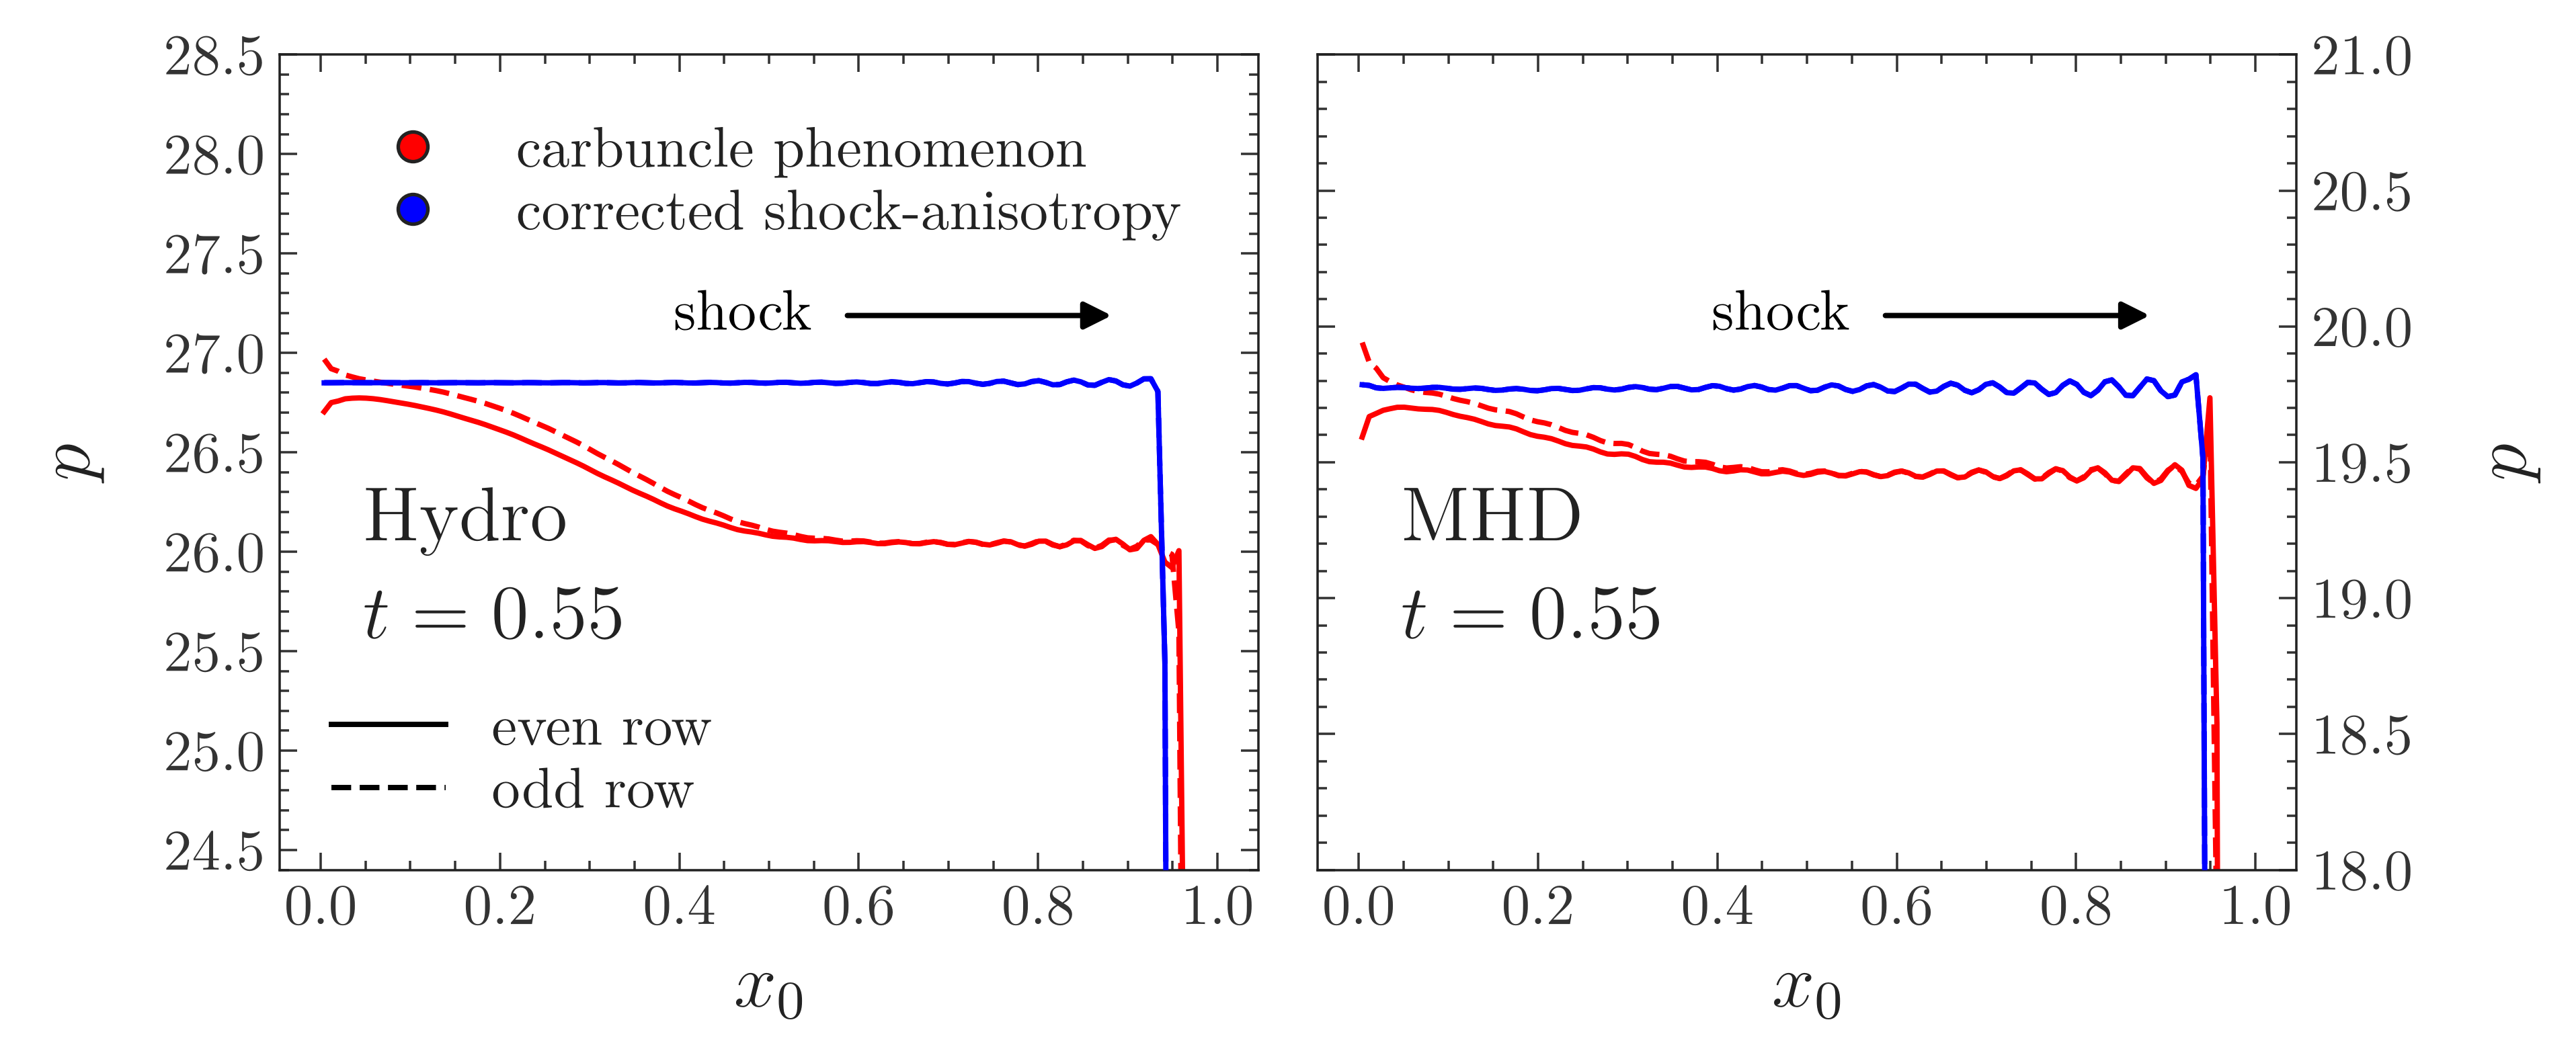 28.5
28.0
27.5
27.0
26.5
26.0
25.5
25.0
24.5
p
carbuncle phenomenon
corrected shock-anisotropy
shock
Hydro
t = 0.55
even row
odd row
0.0 0.2 0.4 0.6 0.8 1.0
x₀
shock
MHD
t = 0.55
0.0 0.2 0.4 0.6 0.8 1.0
x₀
21.0
20.5
20.0
19.5
19.0
18.5
18.0
p